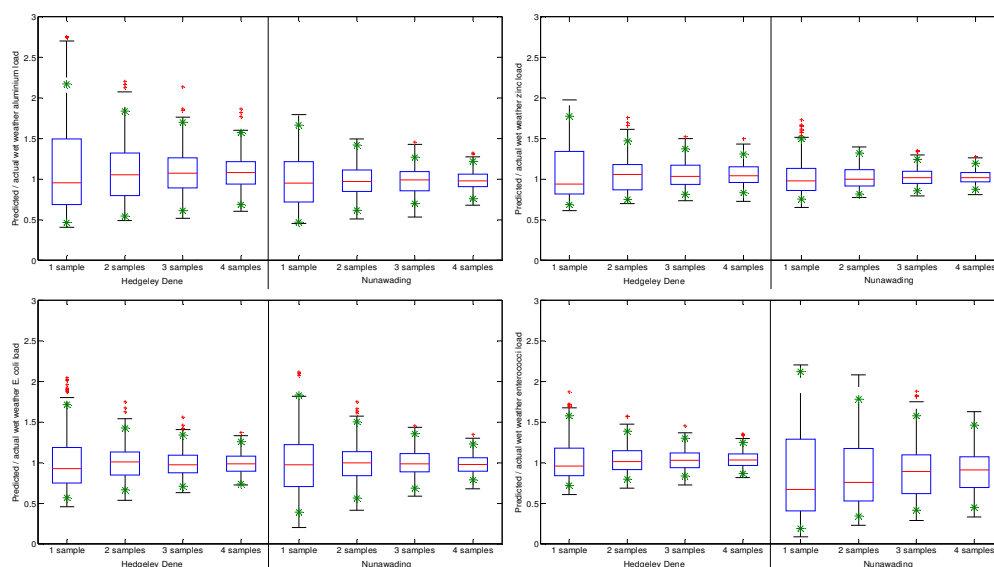 Predicted / actual wet weather aluminium load
3
2.5
2
1.5
1
0.5
0
1 sample 2 samples 3 samples 4 samples 1 sample 2 samples 3 samples 4 samples
Hedgeley Dene Nunawading
Predicted / actual wet weather zinc load
3
2.5
2
1.5
1
0.5
0
1 sample 2 samples 3 samples 4 samples 1 sample 2 samples 3 samples 4 samples
Hedgeley Dene Nunawading
Predicted / actual wet weather E. coli load
3
2.5
2
1.5
1
0.5
0
1 sample 2 samples 3 samples 4 samples 1 sample 2 samples 3 samples 4 samples
Hedgeley Dene Nunawading
Predicted / actual wet weather enterococci load
3
2.5
2
1.5
1
0.5
0
1 sample 2 samples 3 samples 4 samples 1 sample 2 samples 3 samples 4 samples
Hedgeley Dene Nunawading